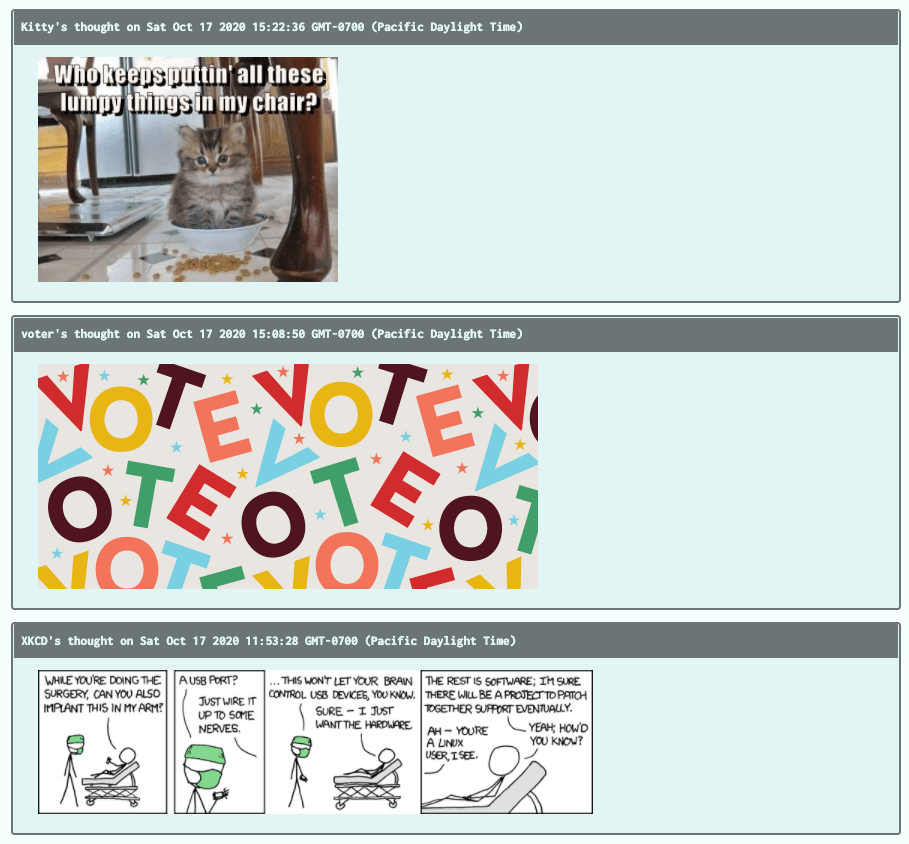 Kitty's thought on Sat Oct 17 2020 15:22:36 GMT-0700 (Pacific Daylight Time)
Who keeps puttin' all these
lumpy things in my chair?
voter's thought on Sat Oct 17 2020 15:08:50 GMT-0700 (Pacific Daylight Time)
VOTE VOTE V O
VOTE VOTE VOT
VOT VOTE V
XKCD's thought on Sat Oct 17 2020 11:53:28 GMT-0700 (Pacific Daylight Time)
WHILE YOU'RE DOING THE
SURGERY, CAN YOU ALSO
IMPLANT THIS IN MY ARM?
A USB PORT?
JUST WIRE IT
UP TO SOME
NERVES.
...THIS WON'T LET YOUR BRAIN
CONTROL USB DEVICES, YOU KNOW.
SURE – I JUST
WANT THE HARDWARE.
THE REST IS SOFTWARE; I'M SURE
THERE WILL BE A PROJECT TO PATCH
TOGETHER SUPPORT EVENTUALLY.
AH – YOU'RE
A LINUX
USER, I SEE.
YEAH; HOW'D
YOU KNOW?